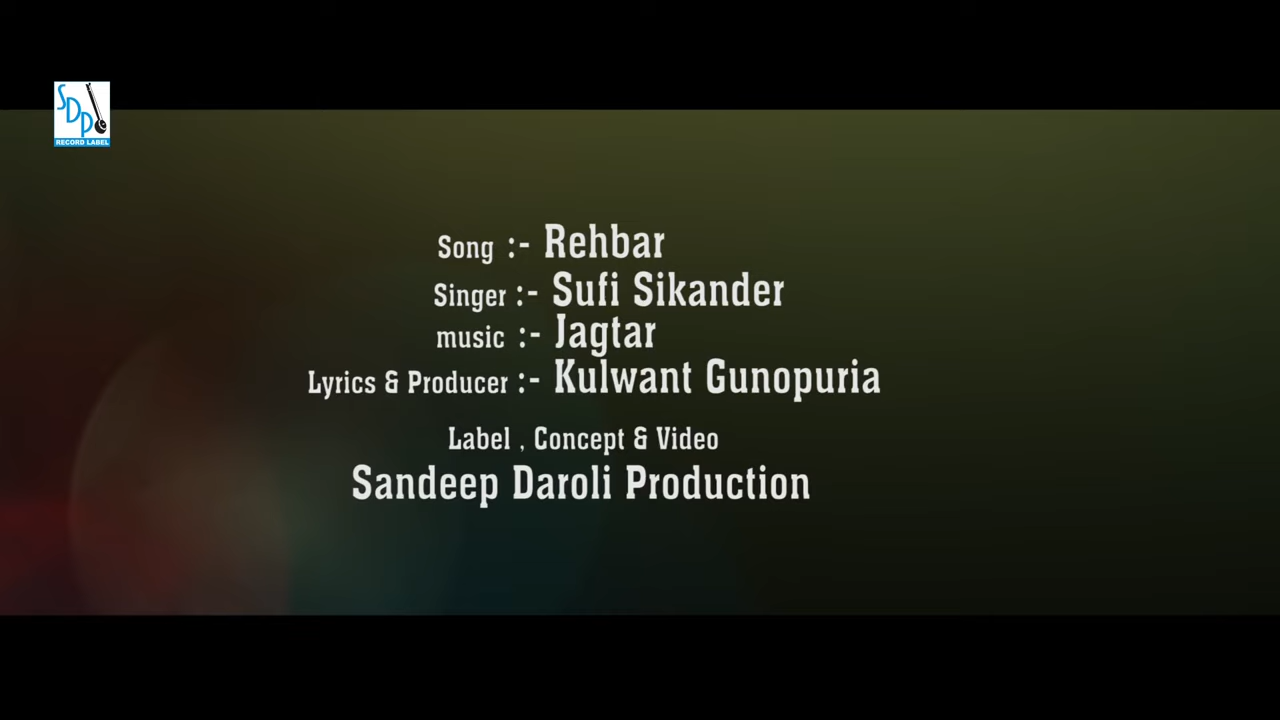 SDP
RECORD LABEL
Song :- Rehbar
Singer :- Sufi Sikander
music :- Jagtar
Lyrics & Producer :- Kulwant Gunopuria
Label , Concept & Video
Sandeep Daroli Production